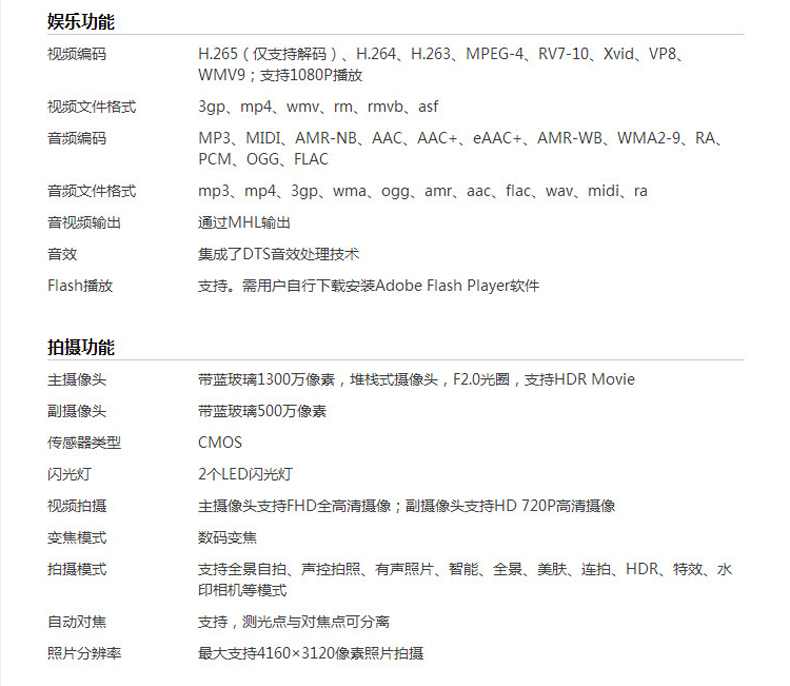 娱乐功能
视频编码 H.265（仅支持解码）、H.264、H.263、MPEG-4、RV7-10、Xvid、VP8、
WMV9；支持1080P播放
视频文件格式 3gp、mp4、wmv、rm、rmvb、asf
音频编码 MP3、MIDI、AMR-NB、AAC、AAC+、eAAC+、AMR-WB、WMA2-9、RA、
PCM、OGG、FLAC
音频文件格式 mp3、mp4、3gp、wma、ogg、amr、aac、flac、wav、midi、ra
音视频输出 通过MHL输出
音效 集成了DTS音效处理技术
Flash播放 支持。需用户自行下载安装Adobe Flash Player软件
拍摄功能
主摄像头 带蓝玻璃1300万像素，堆栈式摄像头，F2.0光圈，支持HDR Movie
副摄像头 带蓝玻璃500万像素
传感器类型 CMOS
闪光灯 2个LED闪光灯
视频拍摄 主摄像头支持FHD全高清摄像；副摄像头支持HD 720P高清摄像
变焦模式 数码变焦
拍摄模式 支持全景自拍、声控拍照、有声照片、智能、全景、美肤、连拍、HDR、特效、水
印相机等模式
自动对焦 支持，测光点与对焦点可分离
照片分辨率 最大支持4160×3120像素照片拍摄